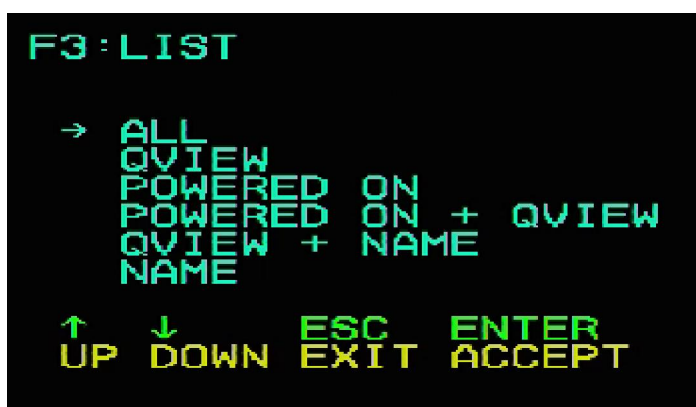 F3:LIST
→ ALL
QVIEW
POWERED ON
POWERED ON + QVIEW
QVIEW + NAME
NAME
↑ ↓ ESC ENTER
UP DOWN EXIT ACCEPT